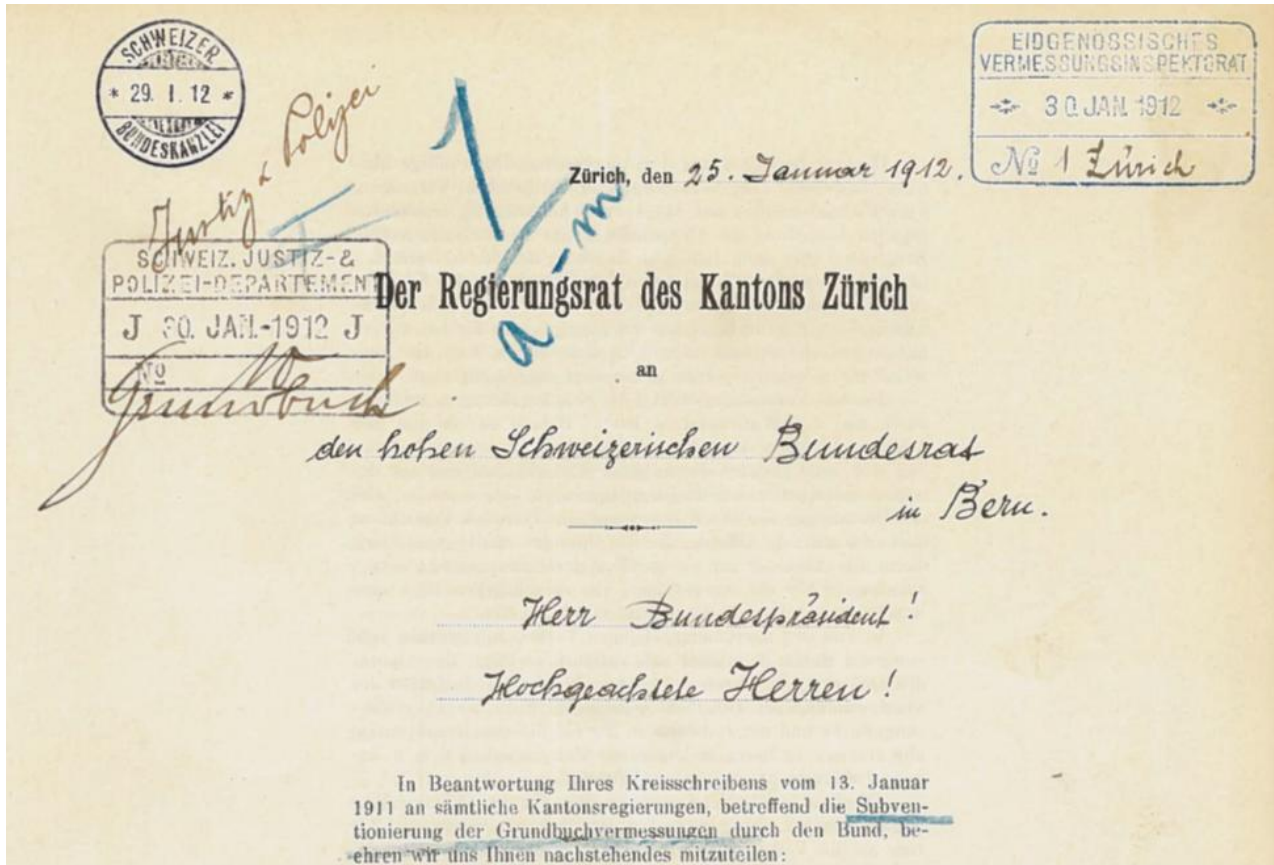 SCHWEIZER.
* 29. I. 12 *
BUNDESKANZLEI
EIDGENÖSSISCHES
VERMESSUNGSINSPEKTORAT
30. JAN. 1912
No 1 Zürich
Justiz & Polizei
I
Zürich, den 25. Januar 1912.
SCHWEIZ. JUSTIZ- &
POLIZEI-DEPARTEMENT
J 30. JAN. 1912 J
No
Grundbuch
Der Regierungsrat des Kantons Zürich
an
den hohen Schweizerischen Bundesrat
in Bern.
Herr Bundespräsident!
Hochgeachtete Herren!
In Beantwortung Ihres Kreisschreibens vom 13. Januar
1911 an sämtliche Kantonsregierungen, betreffend die Subven-
tionierung der Grundbuchvermessungen durch den Bund, be-
ehren wir uns Ihnen nachstehendes mitzuteilen: